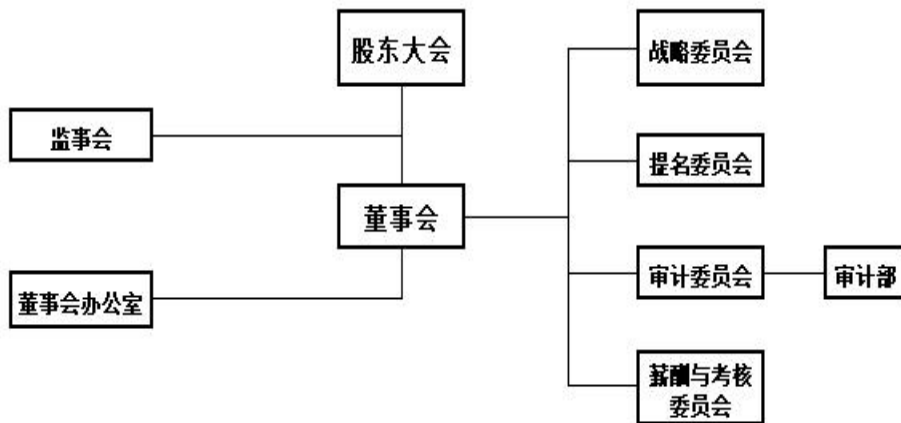 股东大会
战略委员会
监事会
提名委员会
董事会
审计委员会
审计部
董事会办公室
薪酬与考核
委员会